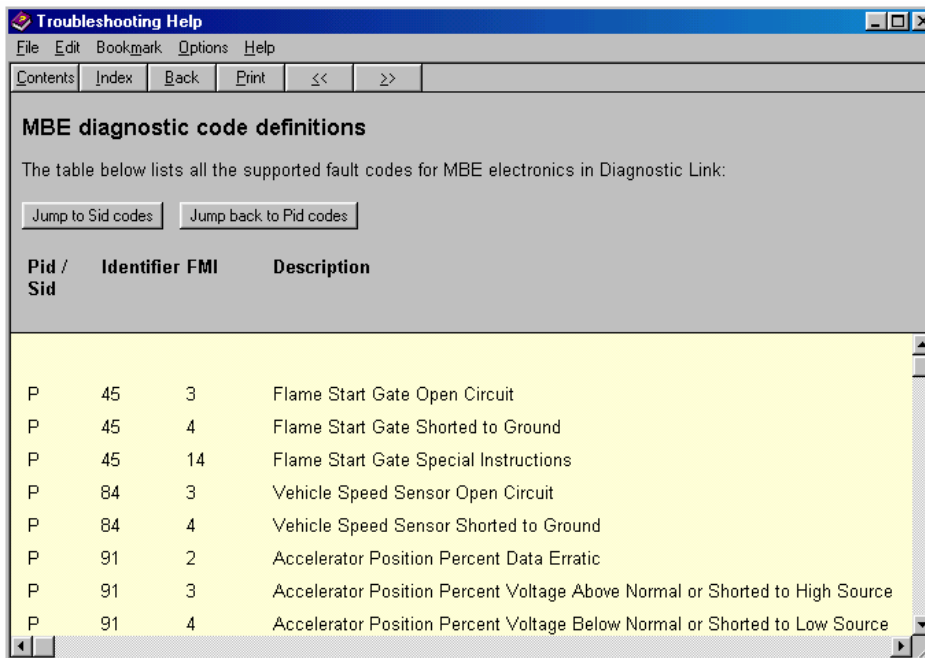 Troubleshooting Help
File Edit Bookmark Options Help
Contents Index Back Print << >>
MBE diagnostic code definitions
The table below lists all the supported fault codes for MBE electronics in Diagnostic Link:
Jump to Sid codes Jump back to Pid codes
Pid / Identifier FMI Description
Sid
P 45 3 Flame Start Gate Open Circuit
P 45 4 Flame Start Gate Shorted to Ground
P 45 14 Flame Start Gate Special Instructions
P 84 3 Vehicle Speed Sensor Open Circuit
P 84 4 Vehicle Speed Sensor Shorted to Ground
P 91 2 Accelerator Position Percent Data Erratic
P 91 3 Accelerator Position Percent Voltage Above Normal or Shorted to High Source
P 91 4 Accelerator Position Percent Voltage Below Normal or Shorted to Low Source